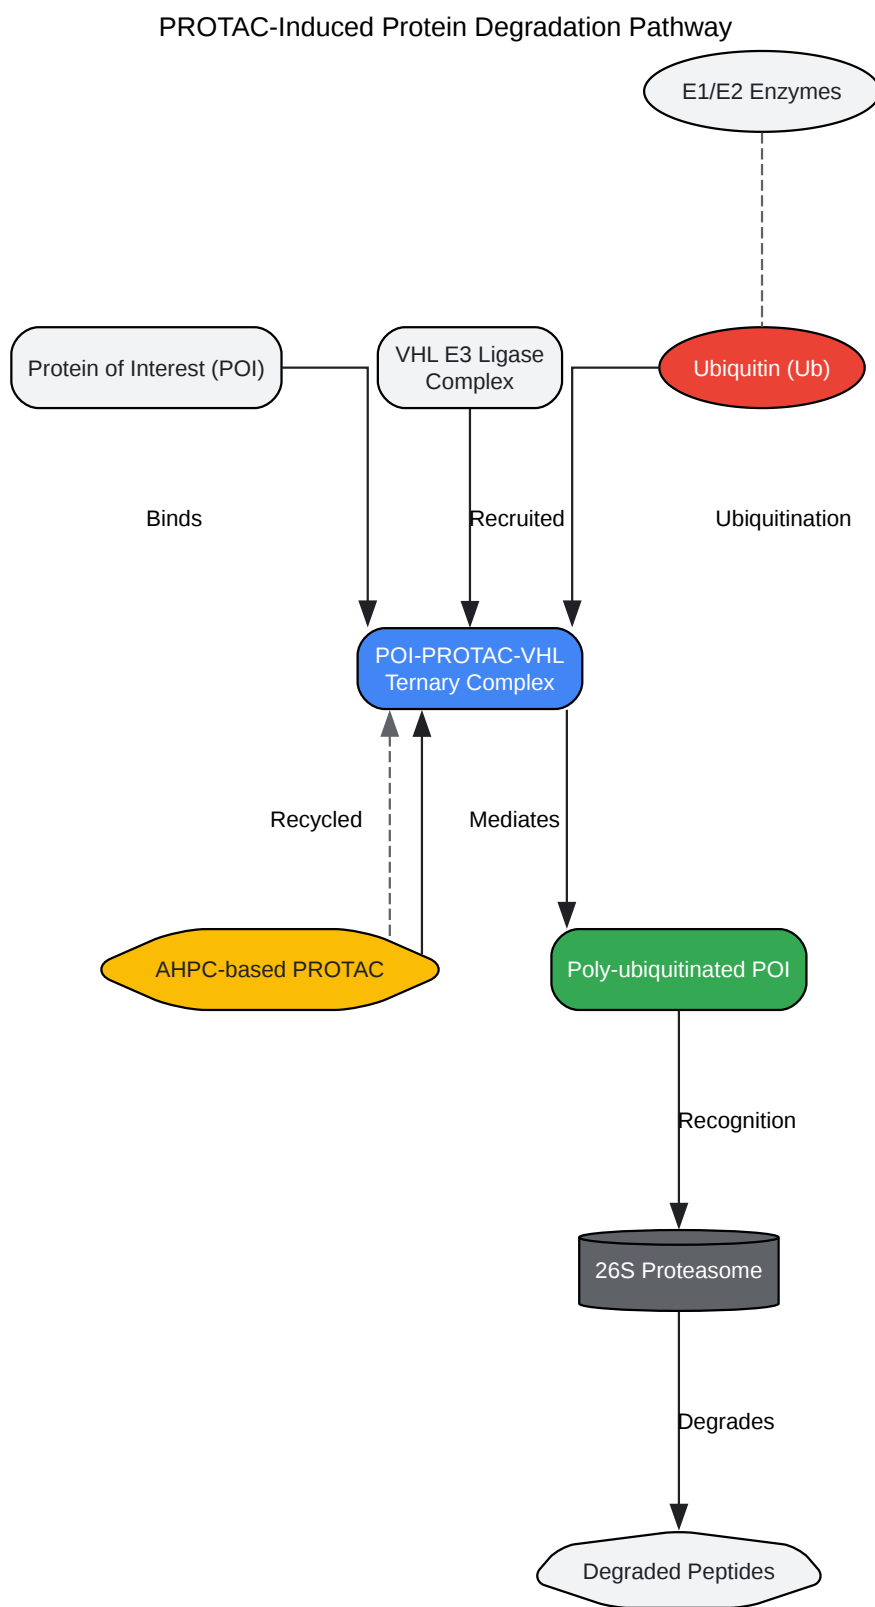 PROTAC-Induced Protein Degradation Pathway
E1/E2 Enzymes
Protein of Interest (POI)
VHL E3 Ligase
Complex
Ubiquitin (Ub)
Binds
Recruited
Ubiquitination
POI-PROTAC-VHL
Ternary Complex
Recycled
Mediates
AHPC-based PROTAC
Poly-ubiquitinated POI
Recognition
26S Proteasome
Degrades
Degraded Peptides